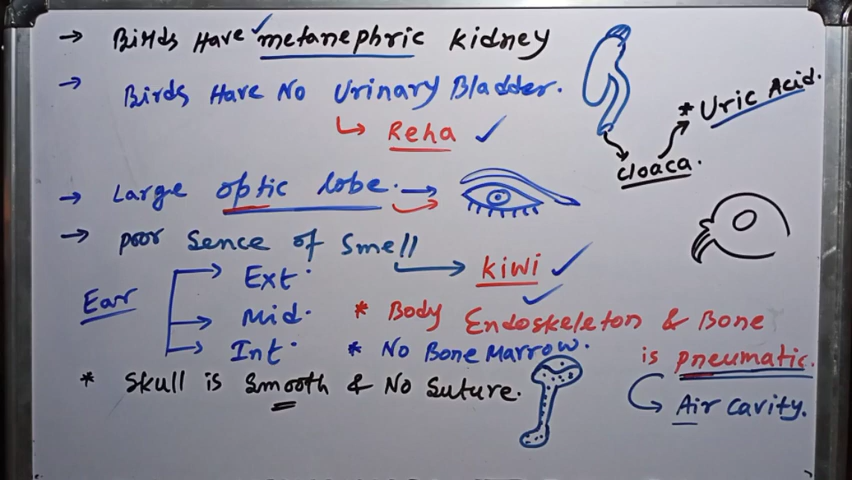 → Birds Have metanephric kidney
→ Birds Have No Urinary Bladder.
Reha
cloaca.
* Uric Acid.
→ Large optic lobe.
→ poor Sence of Smell
kiwi
Ear
Ext.
Mid.
Int.
* Body Endoskeleton & Bone
is pneumatic.
Air cavity.
* No Bone Marrow.
* Skull is Smooth & No Suture.